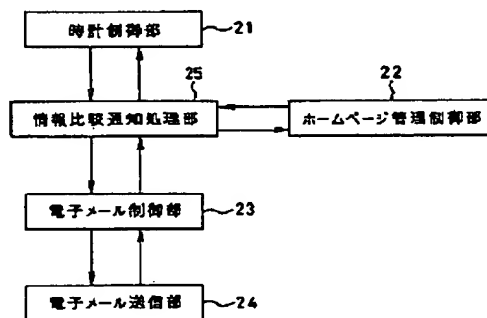 時計制御部
21
25
22
情報比較通知処理部
ホームページ管理制御部
電子メール制御部
23
電子メール送信部
24